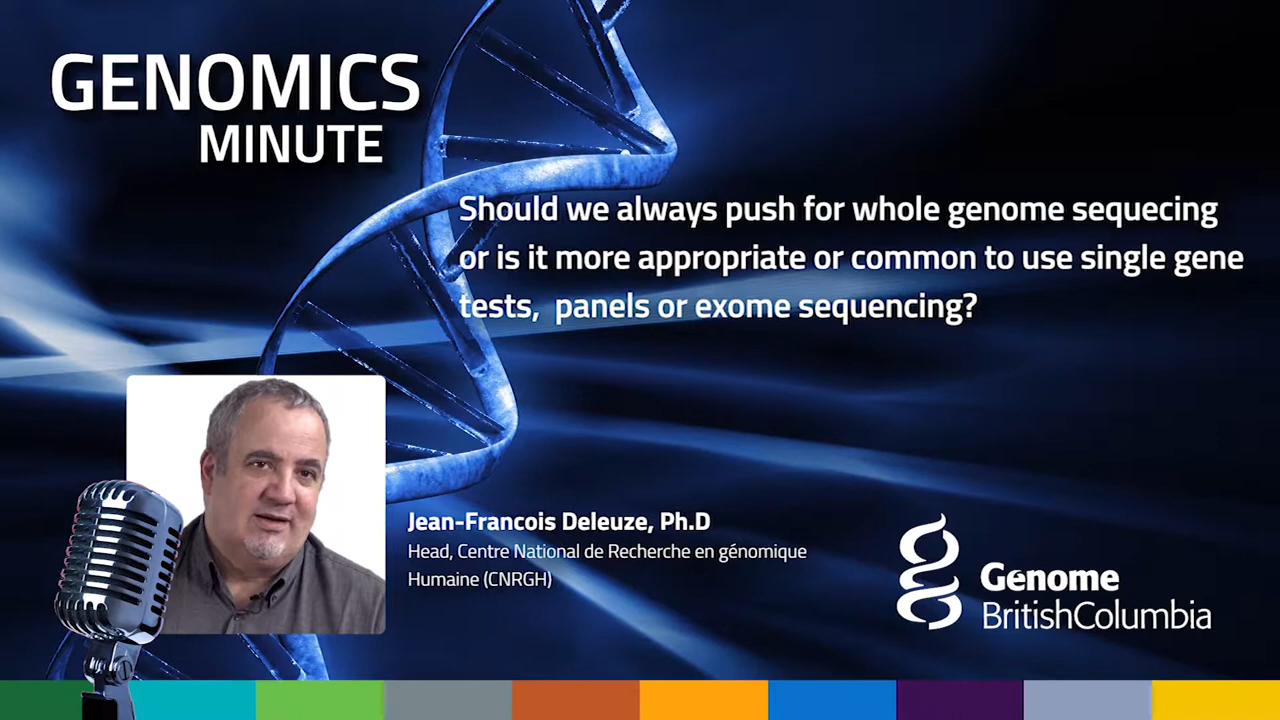 GENOMICS
MINUTE
Should we always push for whole genome sequecing
or is it more appropriate or common to use single gene
tests, panels or exome sequencing?
Jean-Francois Deleuze, Ph.D
Head, Centre National de Recherche en génomique
Humaine (CNRGH)
Genome
BritishColumbia